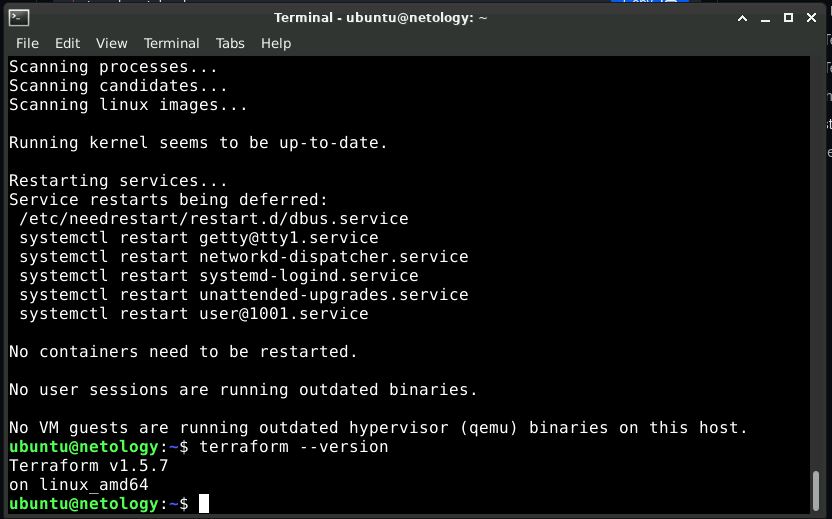 Terminal - ubuntu@netology: ~
File Edit View Terminal Tabs Help
Scanning processes...
Scanning candidates...
Scanning linux images...
Running kernel seems to be up-to-date.
Restarting services...
Service restarts being deferred:
/etc/needrestart/restart.d/dbus.service
systemctl restart getty@tty1.service
systemctl restart networkd-dispatcher.service
systemctl restart systemd-logind.service
systemctl restart unattended-upgrades.service
systemctl restart user@1001.service
No containers need to be restarted.
No user sessions are running outdated binaries.
No VM guests are running outdated hypervisor (qemu) binaries on this host.
ubuntu@netology:~$ terraform --version
Terraform v1.5.7
on linux_amd64
ubuntu@netology:~$